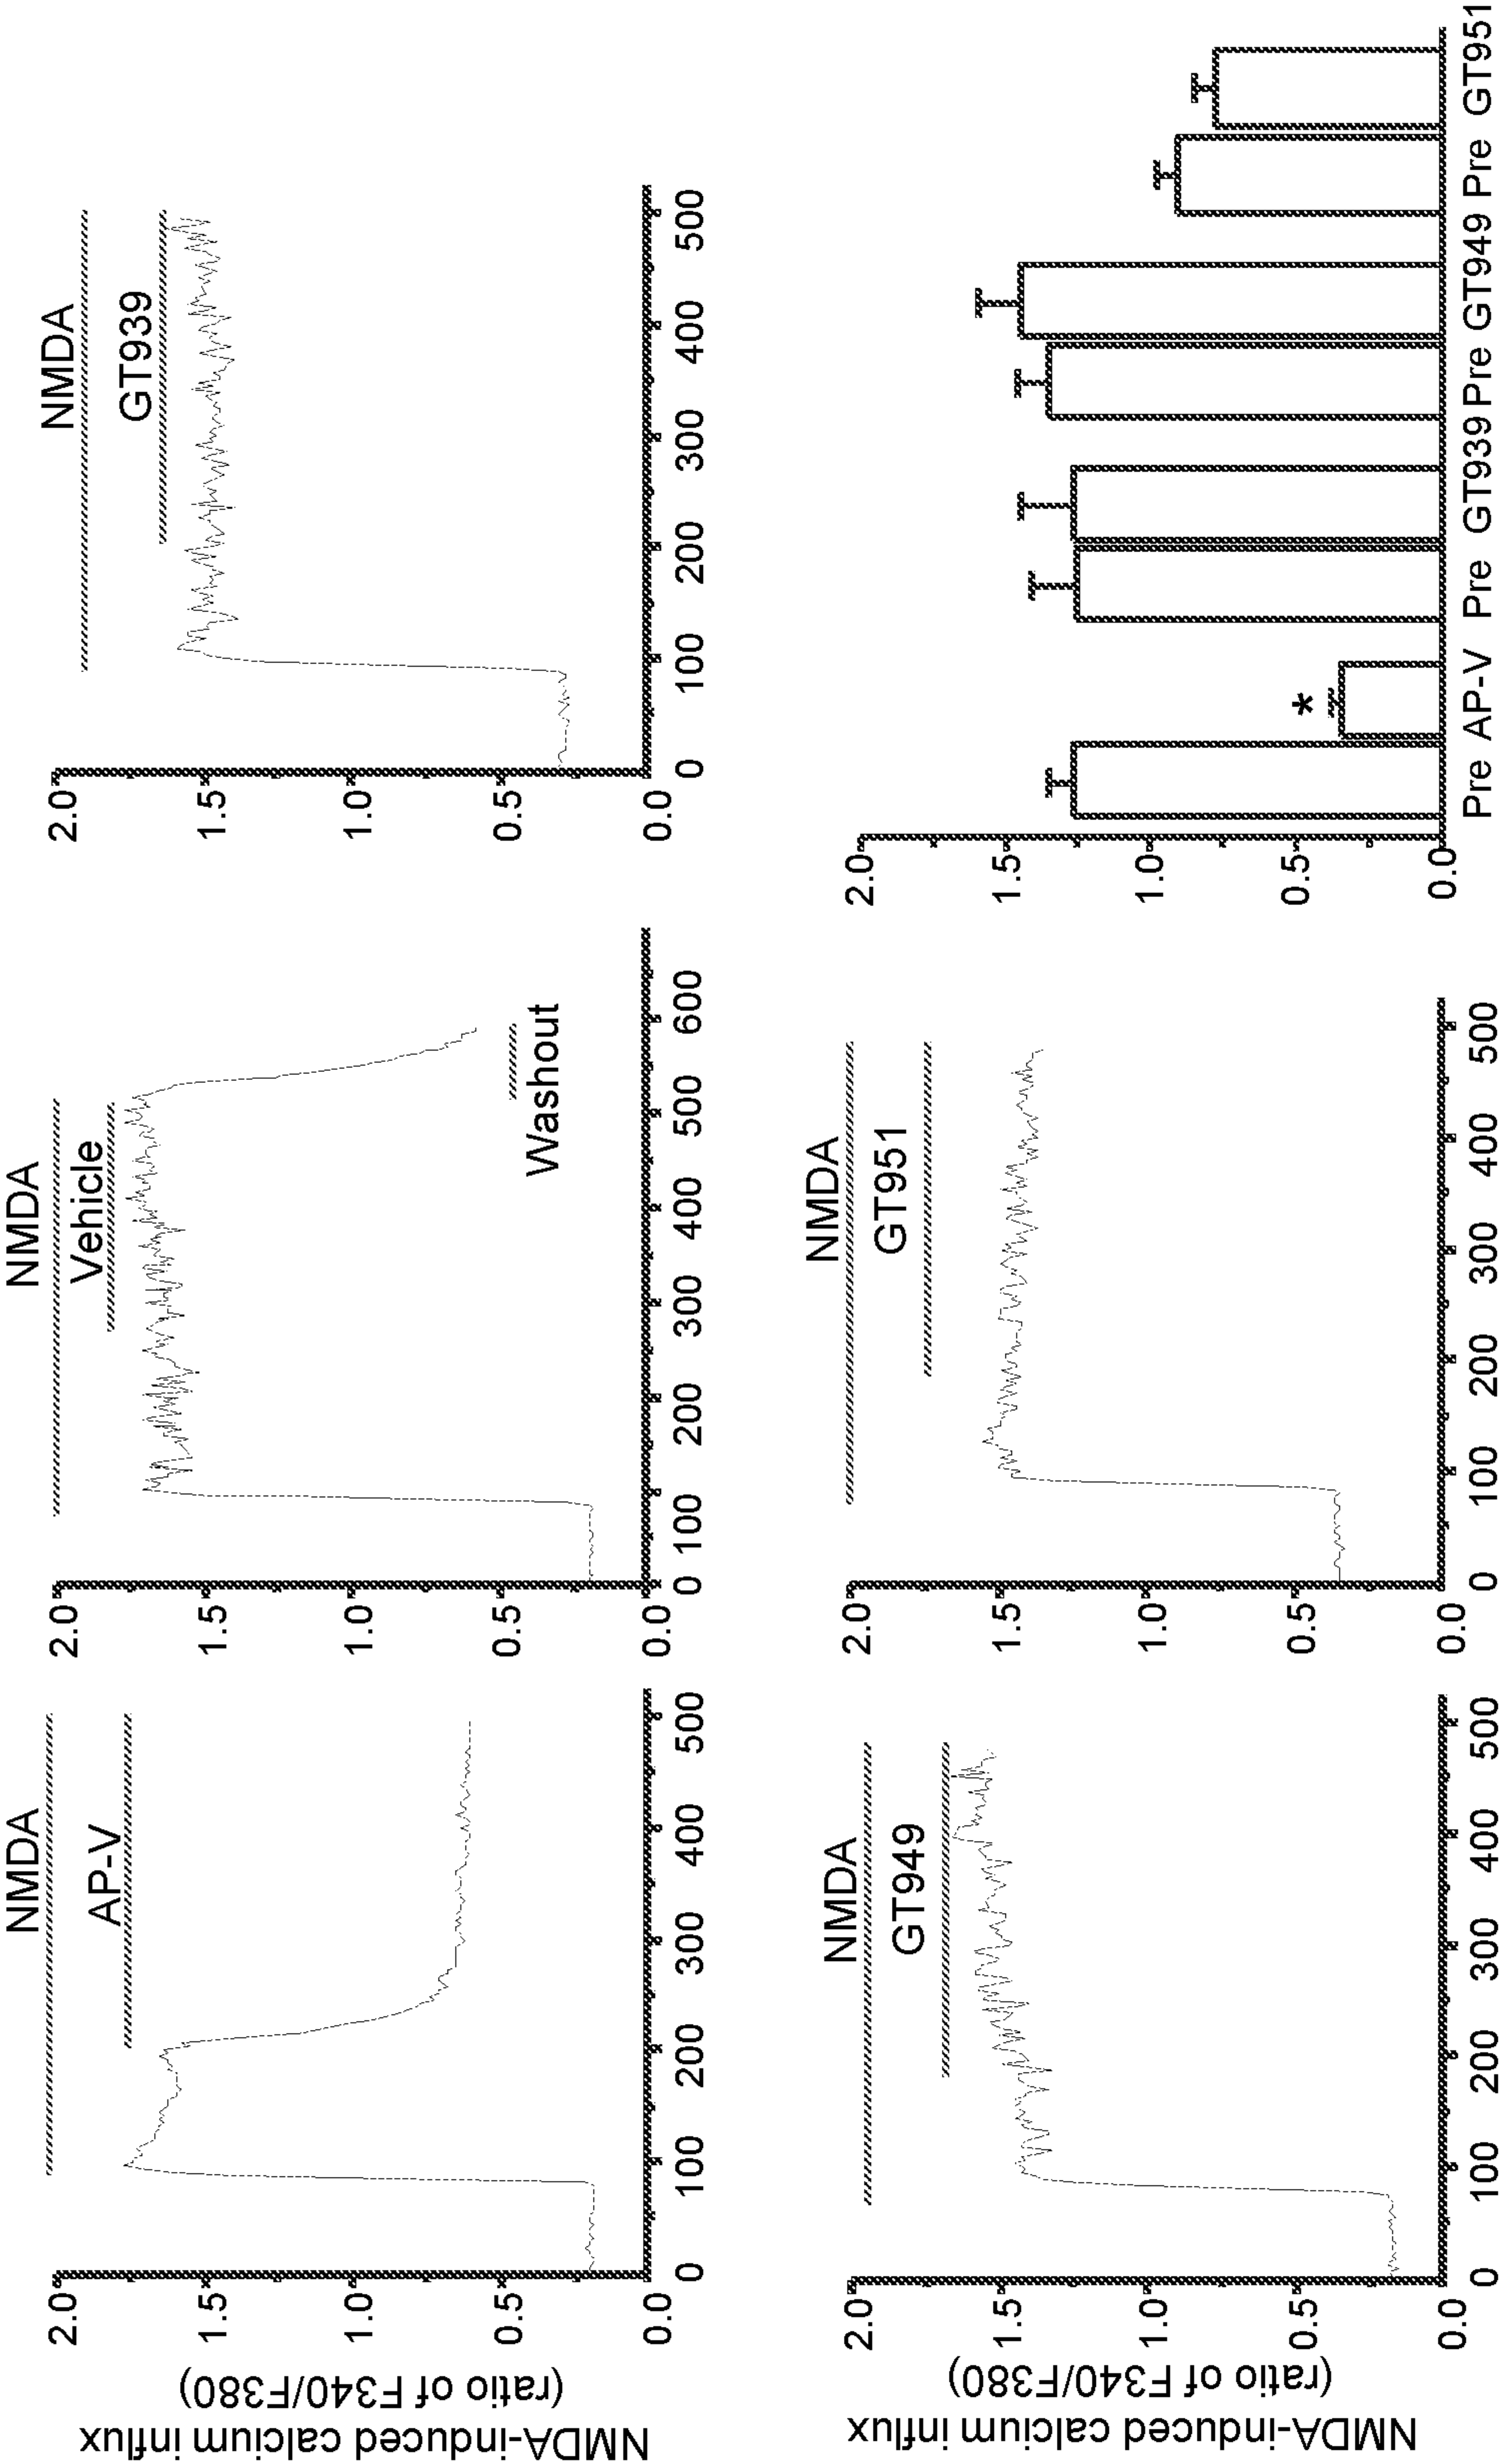 NMDA
AP-V
2.0
1.5
1.0
0.5
0.0
0 100 200 300 400 500
NMDA-induced calcium influx
(ratio of F340/F380)
NMDA
Vehicle
Washout
2.0
1.5
1.0
0.5
0.0
0 100 200 300 400 500 600
NMDA
GT939
2.0
1.5
1.0
0.5
0.0
0 100 200 300 400 500
NMDA
GT949
2.0
1.5
1.0
0.5
0.0
0 100 200 300 400 500
NMDA-induced calcium influx
(ratio of F340/F380)
NMDA
GT951
2.0
1.5
1.0
0.5
0.0
0 100 200 300 400 500
2.0
1.5
1.0
0.5
0.0
*
Pre AP-V Pre GT939 Pre GT949 Pre GT951